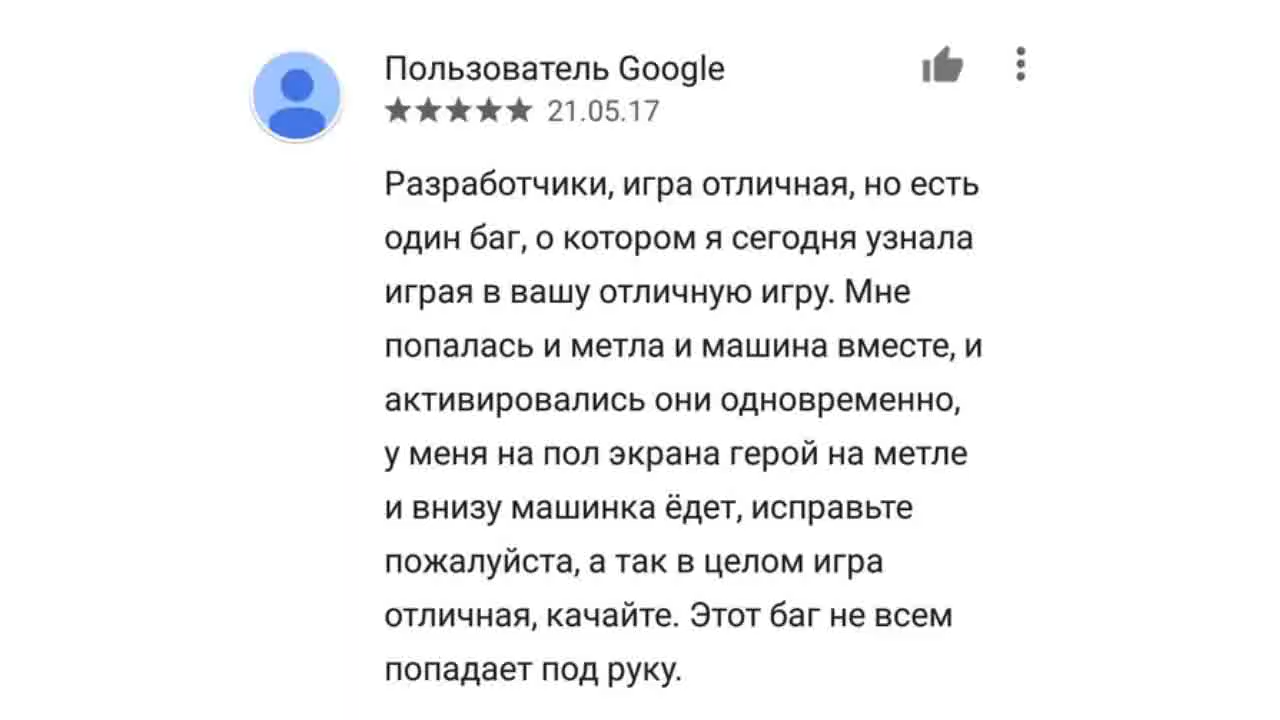 Пользователь Google
★★★★★ 21.05.17
Разработчики, игра отличная, но есть
один баг, о котором я сегодня узнала
играя в вашу отличную игру. Мне
попалась и метла и машина вместе, и
активировались они одновременно,
у меня на пол экрана герой на метле
и внизу машинка ёдет, исправьте
пожалуйста, а так в целом игра
отличная, качайте. Этот баг не всем
попадает под руку.